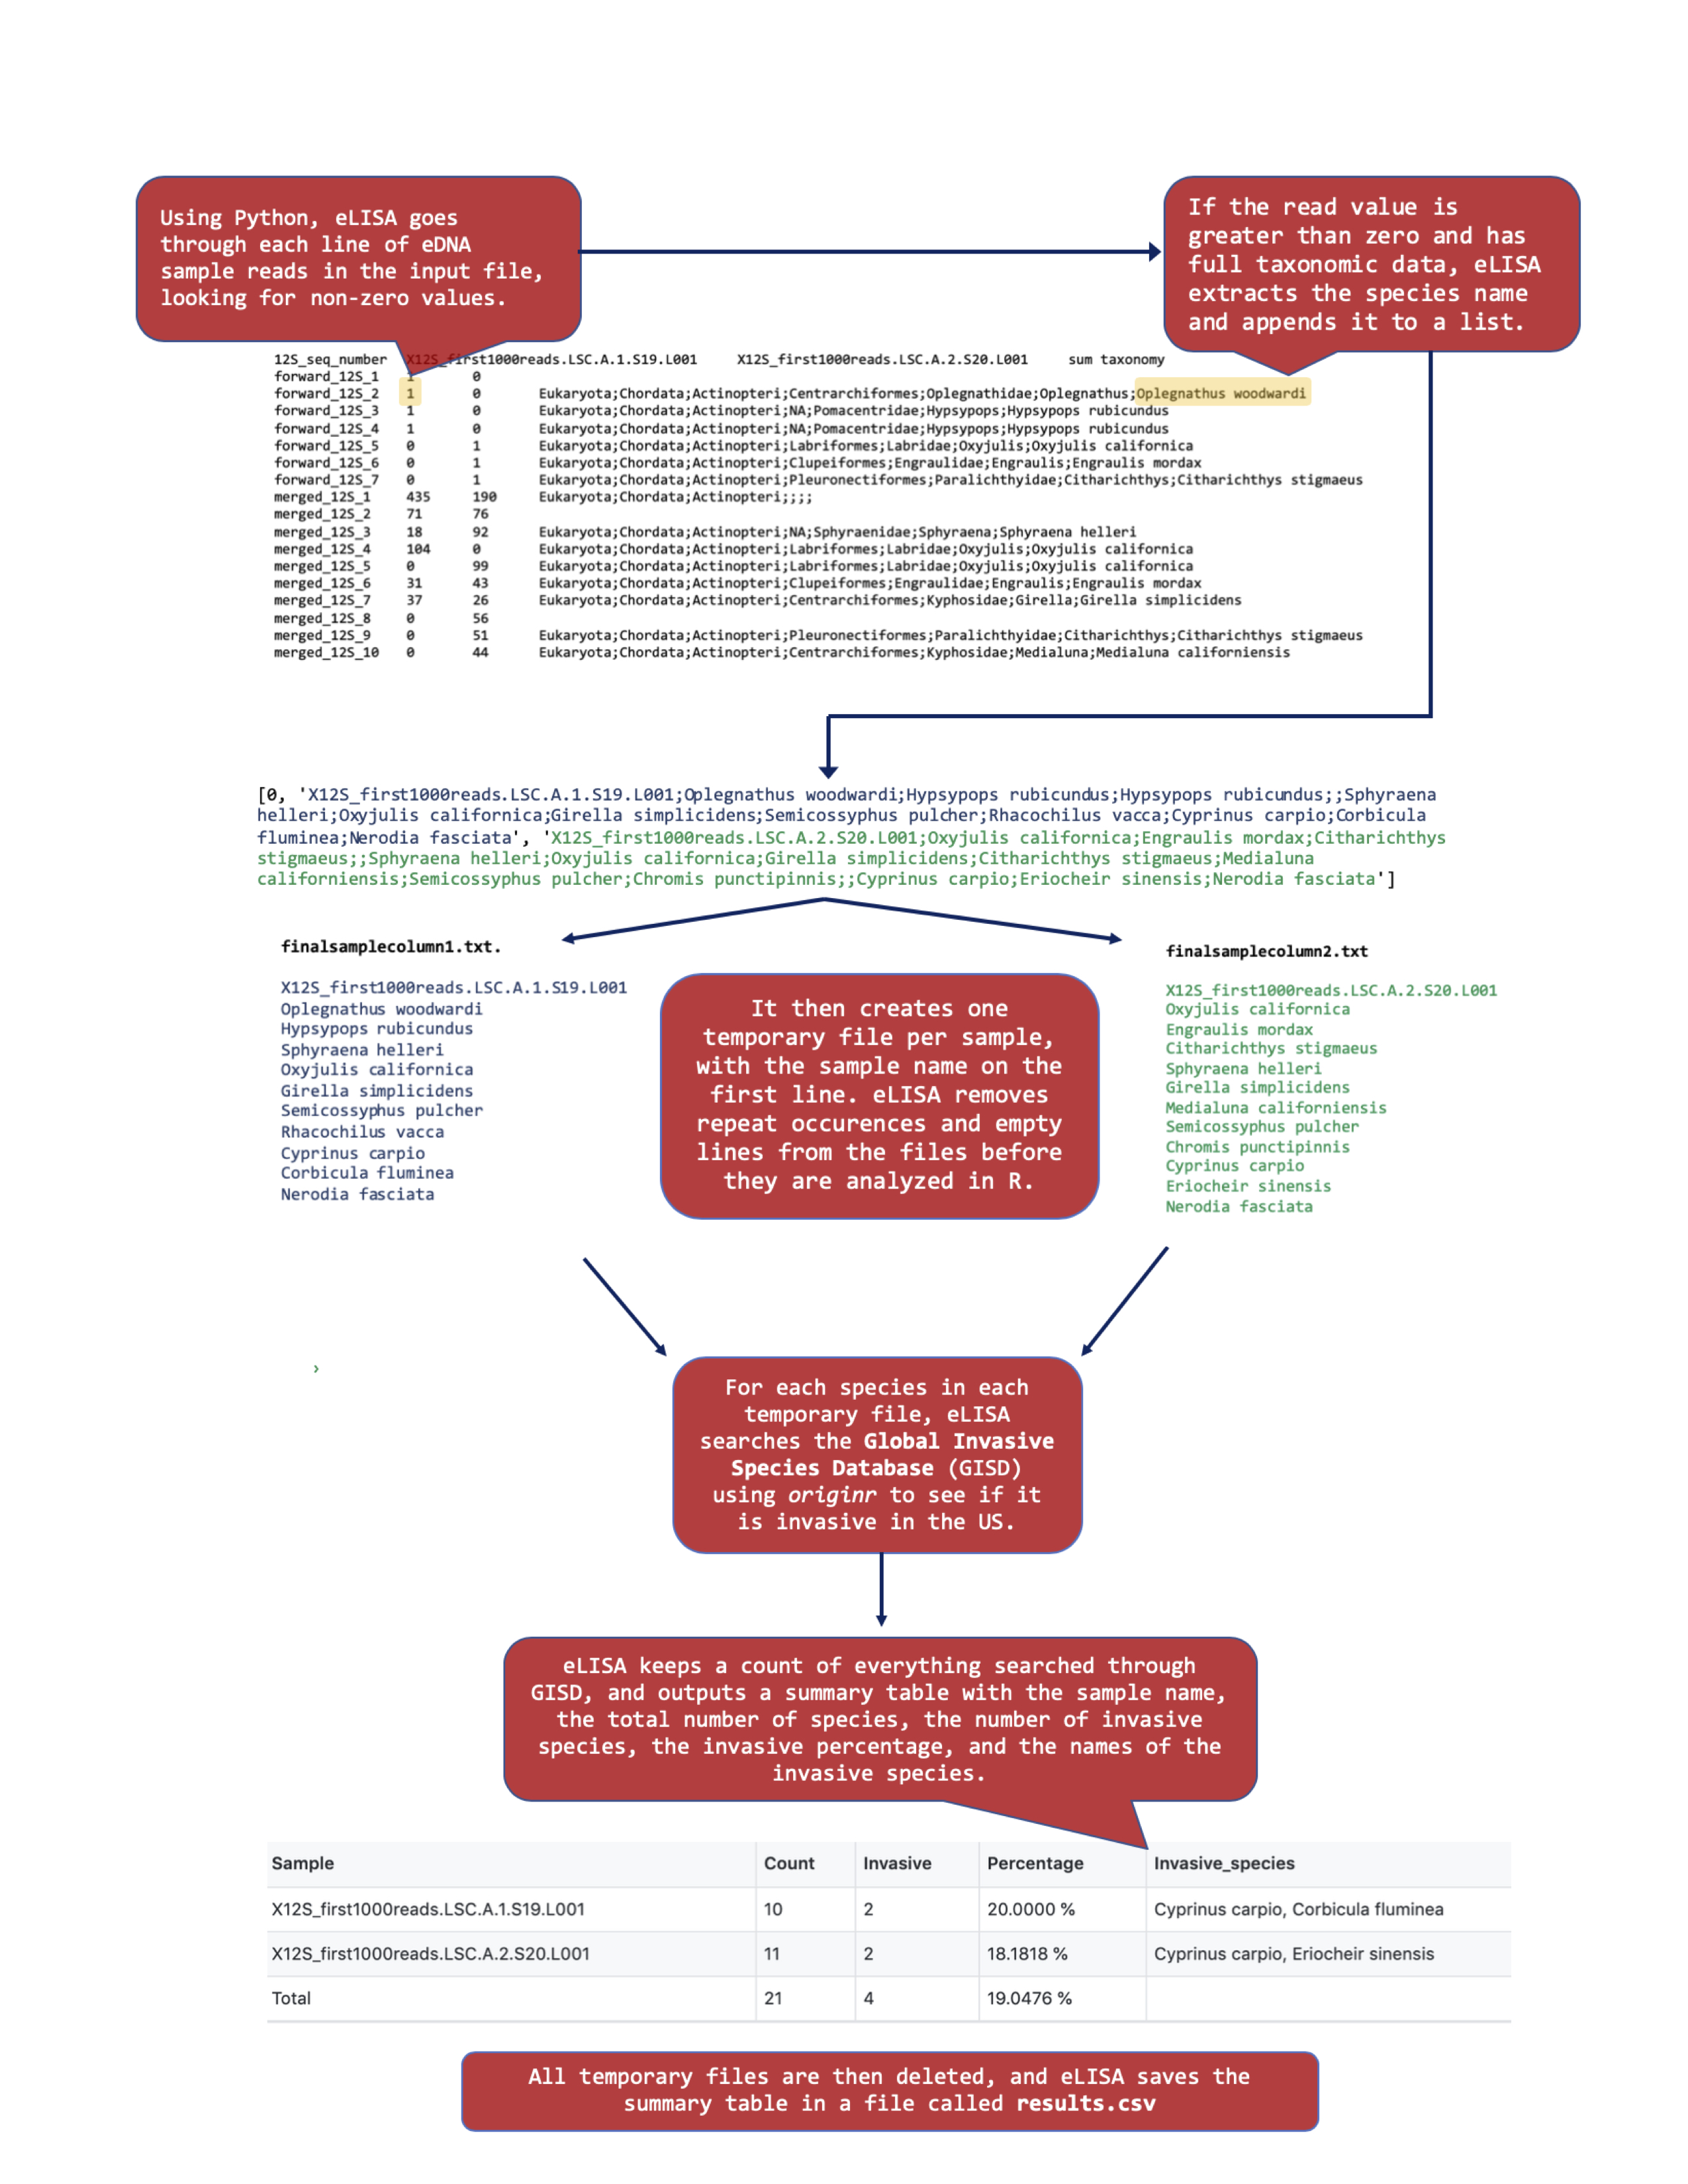 Using Python, eLISA goes
through each line of eDNA
sample reads in the input file,
looking for non-zero values.
If the read value is
greater than zero and has
full taxonomic data, eLISA
extracts the species name
and appends it to a list.
12S_seq_number X12S_first1000reads.LSC.A.1.S19.L001 X12S_first1000reads.LSC.A.2.S20.L001 sum taxonomy
forward_12S_1 1 0
forward_12S_2 1 0 Eukaryota;Chordata;Actinopteri;Centrarchiformes;Oplegnathidae;Oplegnathus;Oplegnathus woodwardi
forward_12S_3 1 0 Eukaryota;Chordata;Actinopteri;NA;Pomacentridae;Hypsypops;Hypsypops rubicundus
forward_12S_4 1 0 Eukaryota;Chordata;Actinopteri;NA;Pomacentridae;Hypsypops;Hypsypops rubicundus
forward_12S_5 0 1 Eukaryota;Chordata;Actinopteri;Labriformes;Labridae;Oxyjulis;Oxyjulis californica
forward_12S_6 0 1 Eukaryota;Chordata;Actinopteri;Clupeiformes;Engraulidae;Engraulis;Engraulis mordax
forward_12S_7 0 1 Eukaryota;Chordata;Actinopteri;Pleuronectiformes;Paralichthyidae;Citharichthys;Citharichthys stigmaeus
merged_12S_1 435 190 Eukaryota;Chordata;Actinopteri;;;;
merged_12S_2 71 76
merged_12S_3 18 92 Eukaryota;Chordata;Actinopteri;NA;Sphyraenidae;Sphyraena;Sphyraena helleri
merged_12S_4 104 0 Eukaryota;Chordata;Actinopteri;Labriformes;Labridae;Oxyjulis;Oxyjulis californica
merged_12S_5 0 99 Eukaryota;Chordata;Actinopteri;Labriformes;Labridae;Oxyjulis;Oxyjulis californica
merged_12S_6 31 43 Eukaryota;Chordata;Actinopteri;Clupeiformes;Engraulidae;Engraulis;Engraulis mordax
merged_12S_7 37 26 Eukaryota;Chordata;Actinopteri;Centrarchiformes;Kyphosidae;Girella;Girella simplicidens
merged_12S_8 0 56
merged_12S_9 0 51 Eukaryota;Chordata;Actinopteri;Pleuronectiformes;Paralichthyidae;Citharichthys;Citharichthys stigmaeus
merged_12S_10 0 44 Eukaryota;Chordata;Actinopteri;Centrarchiformes;Kyphosidae;Medialuna;Medialuna californiensis
[0, 'X12S_first1000reads.LSC.A.1.S19.L001;Oplegnathus woodwardi;Hypsypops rubicundus;Hypsypops rubicundus;;Sphyraena
helleri;Oxyjulis californica;Girella simplicidens;Semicossyphus pulcher;Rhacochilus vacca;Cyprinus carpio;Corbicula
fluminea;Nerodia fasciata', 'X12S_first1000reads.LSC.A.2.S20.L001;Oxyjulis californica;Engraulis mordax;Citharichthys
stigmaeus;;Sphyraena helleri;Oxyjulis californica;Girella simplicidens;Citharichthys stigmaeus;Medialuna
californiensis;Semicossyphus pulcher;Chromis punctipinnis;;Cyprinus carpio;Eriocheir sinensis;Nerodia fasciata']
finalsamplecolumn1.txt.
X12S_first1000reads.LSC.A.1.S19.L001
Oplegnathus woodwardi
Hypsypops rubicundus
Sphyraena helleri
Oxyjulis californica
Girella simplicidens
Semicossyphus pulcher
Rhacochilus vacca
Cyprinus carpio
Corbicula fluminea
Nerodia fasciata
It then creates one
temporary file per sample,
with the sample name on the
first line. eLISA removes
repeat occurences and empty
lines from the files before
they are analyzed in R.
finalsamplecolumn2.txt
X12S_first1000reads.LSC.A.2.S20.L001
Oxyjulis californica
Engraulis mordax
Citharichthys stigmaeus
Sphyraena helleri
Girella simplicidens
Medialuna californiensis
Semicossyphus pulcher
Chromis punctipinnis
Cyprinus carpio
Eriocheir sinensis
Nerodia fasciata
›
For each species in each
temporary file, eLISA
searches the Global Invasive
Species Database (GISD)
using originr to see if it
is invasive in the US.
eLISA keeps a count of everything searched through
GISD, and outputs a summary table with the sample name,
the total number of species, the number of invasive
species, the invasive percentage, and the names of the
invasive species.
Sample Count Invasive Percentage Invasive_species
X12S_first1000reads.LSC.A.1.S19.L001 10 2 20.0000 % Cyprinus carpio, Corbicula fluminea
X12S_first1000reads.LSC.A.2.S20.L001 11 2 18.1818 % Cyprinus carpio, Eriocheir sinensis
Total 21 4 19.0476 %
All temporary files are then deleted, and eLISA saves the
summary table in a file called results.csv